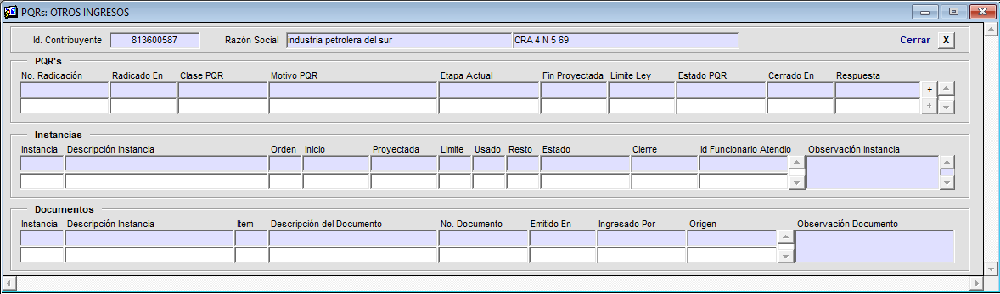 PQRs: OTROS INGRESOS
Id. Contribuyente 813600587 Razón Social industria petrolera del sur CRA 4 N 5 69 Cerrar X
PQR's
No. Radicación Radicado En Clase PQR Motivo PQR Etapa Actual Fin Proyectada Limite Ley Estado PQR Cerrado En Respuesta
+
+
Instancias
Instancia Descripción Instancia Orden Inicio Proyectada Limite Usado Resto Estado Cierre Id Funcionario Atendio Observación Instancia
Documentos
Instancia Descripción Instancia Item Descripción del Documento No. Documento Emitido En Ingresado Por Origen Observación Documento